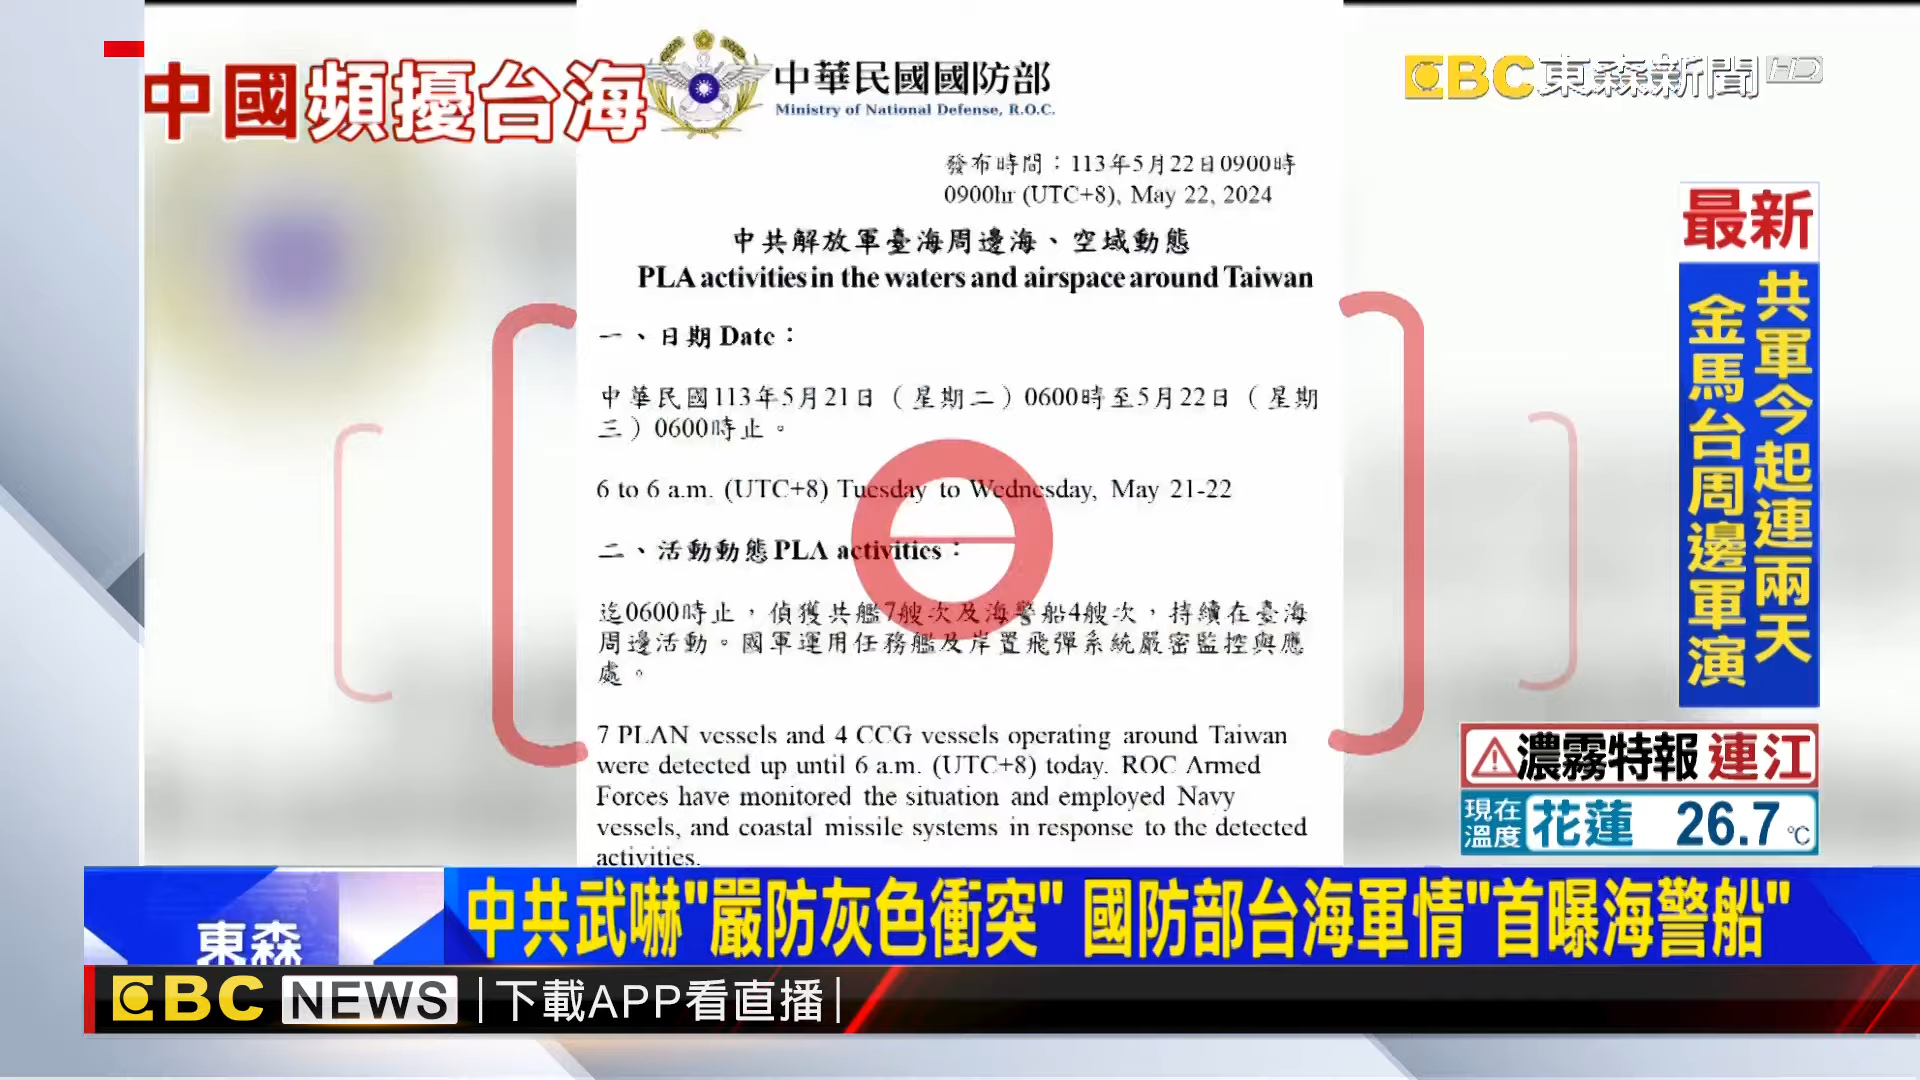 中國頻擾台海
中華民國國防部
Ministry of National Defense, R.O.C.
EBC東森新聞HD
發布時間：113年5月22日0900時
0900hr (UTC+8), May 22, 2024
中共解放軍臺海周邊海、空域動態
PLA activities in the waters and airspace around Taiwan
一、日期 Date：
中華民國113年5月21日（星期二）0600時至5月22日（星期
三）0600時止。
6 to 6 a.m. (UTC+8) Tuesday to Wednesday, May 21-22
二、活動動態 PLA activities：
迄0600時止，偵獲共艦7艘次及海警船4艘次，持續在臺海
周邊活動。國軍運用任務艦及岸置飛彈系統嚴密監控與應
處。
7 PLAN vessels and 4 CCG vessels operating around Taiwan
were detected up until 6 a.m. (UTC+8) today. ROC Armed
Forces have monitored the situation and employed Navy
vessels, and coastal missile systems in response to the detected
activities.
最新
共軍今起連兩天
金馬台周邊軍演
濃霧特報 連江
現在溫度 花蓮 26.7℃
東森
中共武嚇"嚴防灰色衝突" 國防部台海軍情"首曝海警船"
EBC NEWS |下載APP看直播|